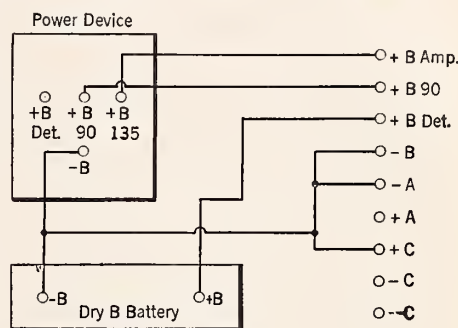 Power Device
+B +B +B
Det. 90 135
-B
-B Dry B Battery +B
+ B Amp.
+ B 90
+ B Det.
- B
- A
+ A
+ C
- C
--C